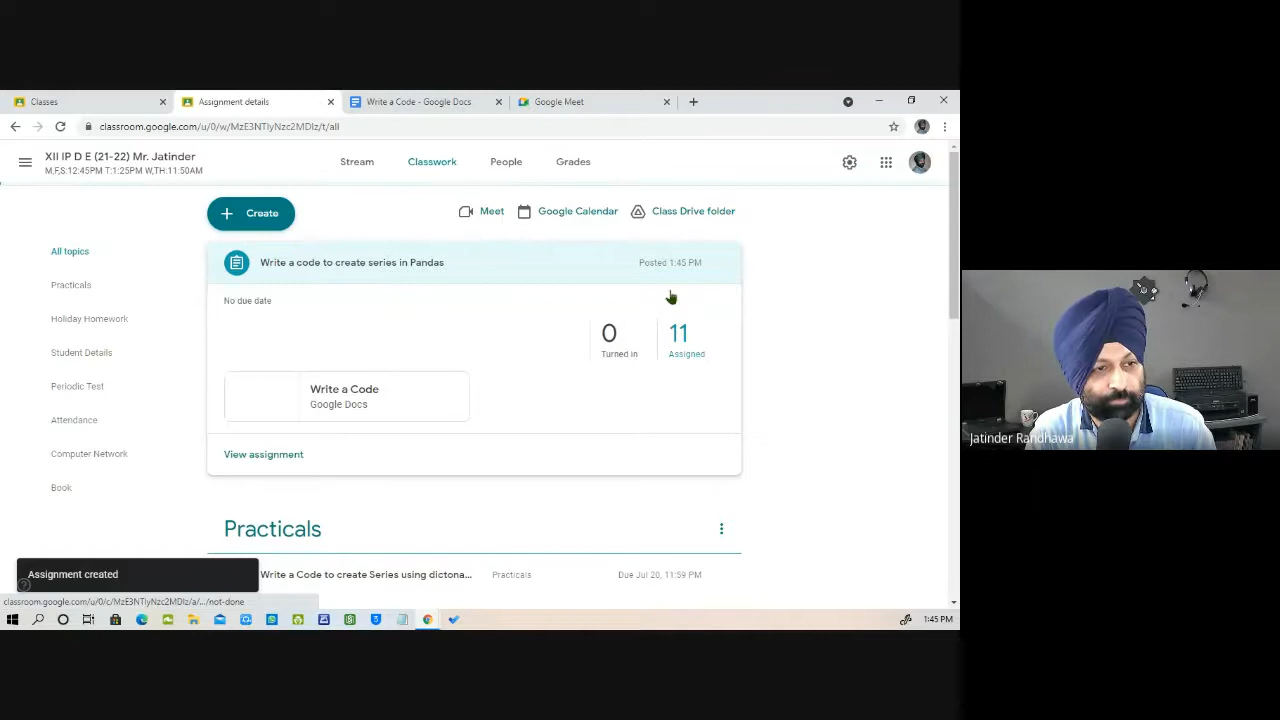 Classes
Assignment details
Write a Code - Google Docs
Google Meet
classroom.google.com/u/0/w/MzE3NTIyNzc2MDIz/t/all
XII IP D E (21-22) Mr. Jatinder
M,F,S:12:45PM T:1:25PM W,TH:11:50AM
Stream
Classwork
People
Grades
Create
Meet
Google Calendar
Class Drive folder
All topics
Practicals
Holiday Homework
Student Details
Periodic Test
Attendance
Computer Network
Book
Write a code to create series in Pandas
Posted 1:45 PM
No due date
0
Turned in
11
Assigned
Write a Code
Google Docs
View assignment
Practicals
Write a Code to create Series using dictona...
Practicals
Due Jul 20, 11:59 PM
Assignment created
classroom.google.com/u/0/c/MzE3NTIyNzc2MDIz/a/.../not-done
1:45 PM
Jatinder Randhawa